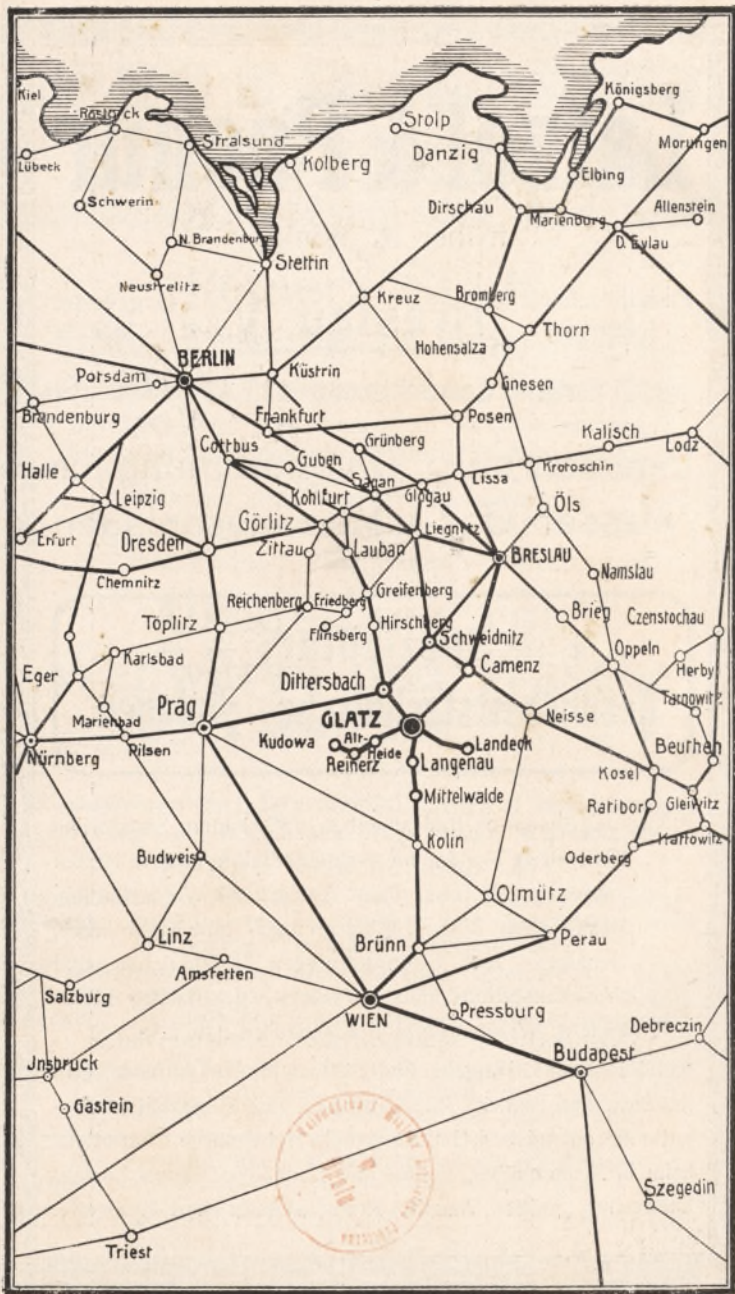 Kiel
Rostock
Stralsund
Lübeck
Kolberg
Stolp
Danzig
Königsberg
Morungen
Elbing
Schwerin
Dirschau
Marienburg
Allenstein
D. Eylau
N. Brandenburg
Stettin
Neustrelitz
Kreuz
Bromberg
Thorn
Hohensalza
BERLIN
Potsdam
Küstrin
Gnesen
Brandenburg
Frankfurt
Posen
Grünberg
Kalisch
Lodz
Cottbus
Guben
Halle
Sagan
Lissa
Krotoschin
Leipzig
Kohlfurt
Glogau
Öls
Görlitz
Liegnitz
Erfurt
Dresden
Zittau
Lauban
BRESLAU
Chemnitz
Namslau
Greifenberg
Reichenberg
Friedberg
Töplitz
Flinsberg
Hirschberg
Brieg
Czenstochau
Schweidnitz
Oppeln
Karlsbad
Eger
Herby
Camenz
Dittersbach
Tarnowitz
Marienbad
Prag
GLATZ
Neisse
Nürnberg
Pilsen
Kudowa
Alt-
Heide
Reinerz
Landeck
Beuthen
Langenau
Kosel
Mittelwalde
Ratibor
Gleiwitz
Kattowitz
Kolin
Budweis
Oderberg
Olmütz
Linz
Brünn
Perau
Amstetten
Salzburg
WIEN
Pressburg
Debreczin
Budapest
Jnsbruck
Gastein
Szegedin
Triest